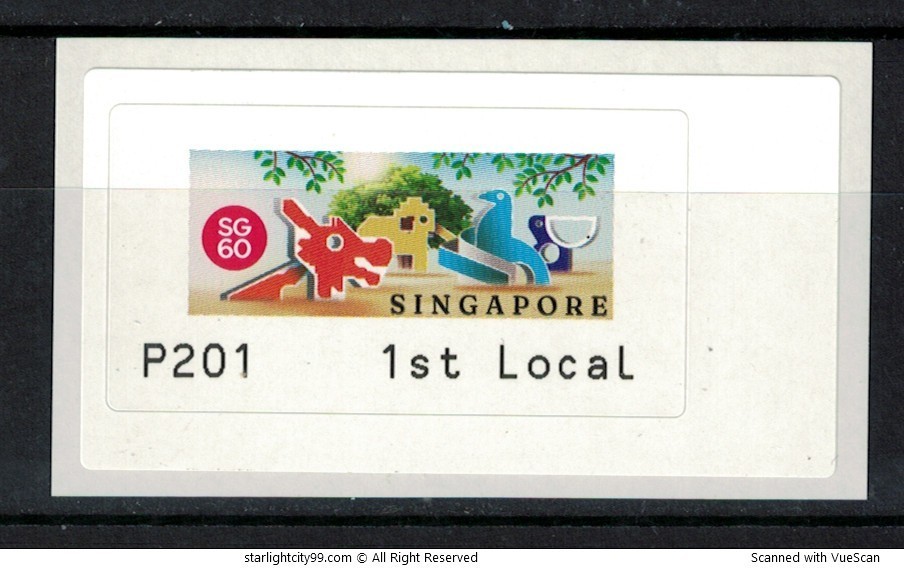 SG
60
SINGAPORE
P201 1st Local
starlightcity99.com © All Right Reserved Scanned with VueScan